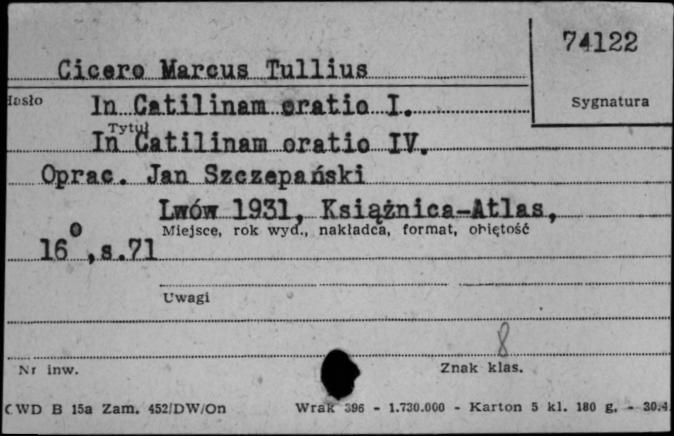 74122
Cicero Marcus Tullius
Hasło
In Catilinam oratio I.
Sygnatura
Tytuł
In Catilinam oratio IV.
Oprac. Jan Szczepański
Lwów 1931, Książnica-Atlas,
Miejsce, rok wyd., nakładca, format, objętość
16°, s.71
Uwagi
8
Nr inw.
Znak klas.
CWD B 15a Zam. 452/DW/On Wrak 396 - 1.730.000 - Karton 5 kl. 180 g. - 30.4